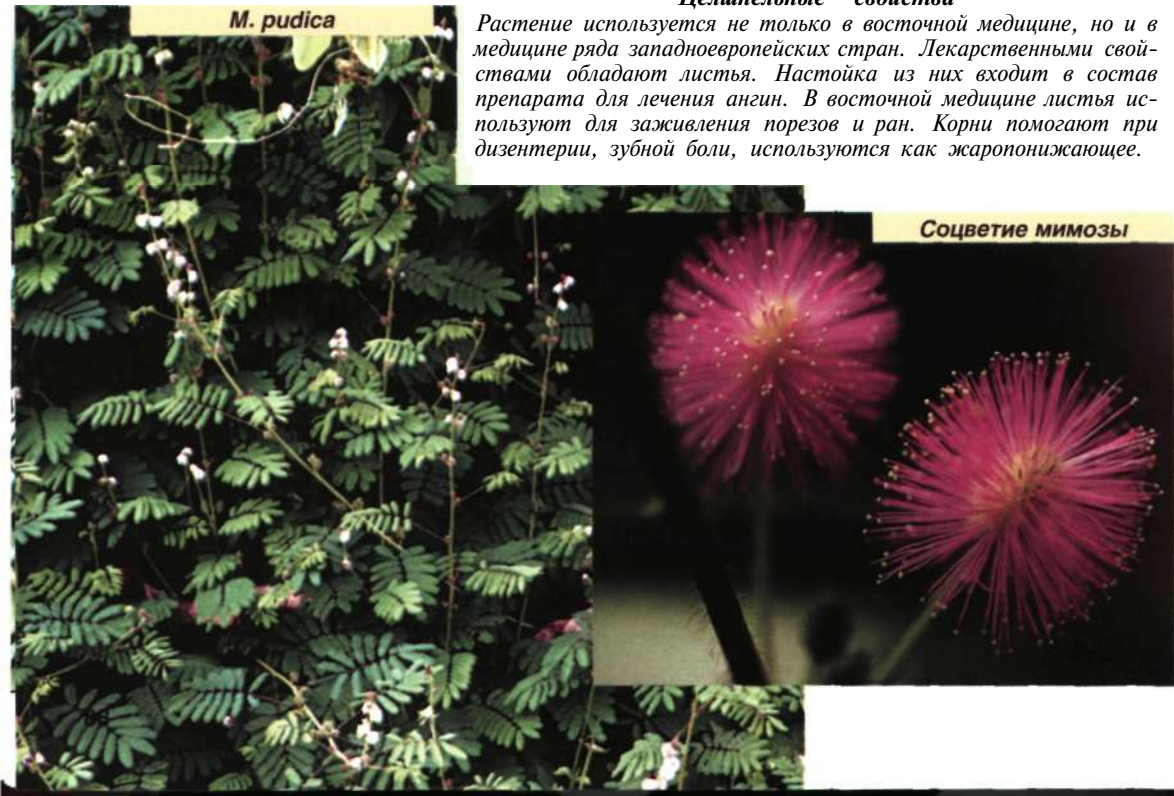 M. pudica
Целительные свойства
Растение используется не только в восточной медицине, но и в
медицине ряда западноевропейских стран. Лекарственными свой-
ствами обладают листья. Настойка из них входит в состав
препарата для лечения ангин. В восточной медицине листья ис-
пользуют для заживления порезов и ран. Корни помогают при
дизентерии, зубной боли, используются как жаропонижающее.
Соцветие мимозы